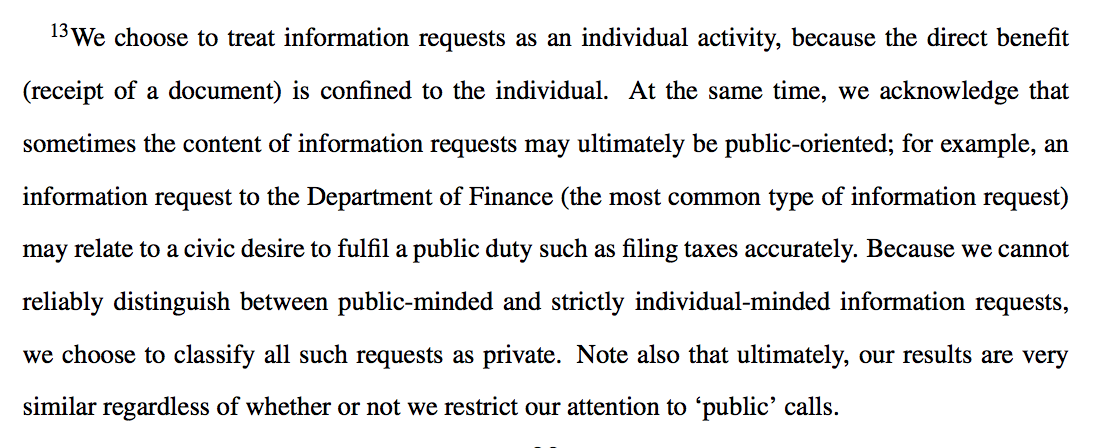 13We choose to treat information requests as an individual activity, because the direct benefit
(receipt of a document) is confined to the individual. At the same time, we acknowledge that
sometimes the content of information requests may ultimately be public-oriented; for example, an
information request to the Department of Finance (the most common type of information request)
may relate to a civic desire to fulfil a public duty such as filing taxes accurately. Because we cannot
reliably distinguish between public-minded and strictly individual-minded information requests,
we choose to classify all such requests as private. Note also that ultimately, our results are very
similar regardless of whether or not we restrict our attention to ‘public’ calls.